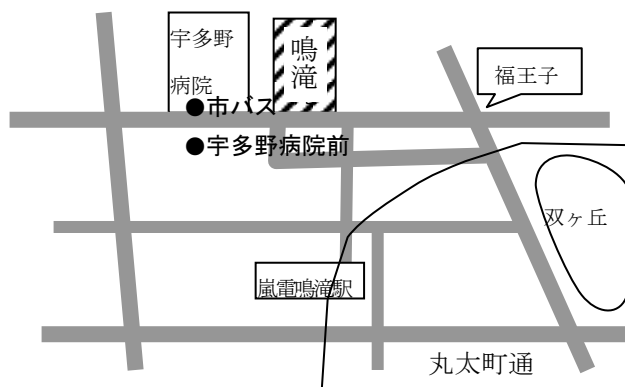 宇多野
病院
鳴
滝
福王子
●市バス
●宇多野病院前
双ヶ丘
嵐電鳴滝駅
丸太町通